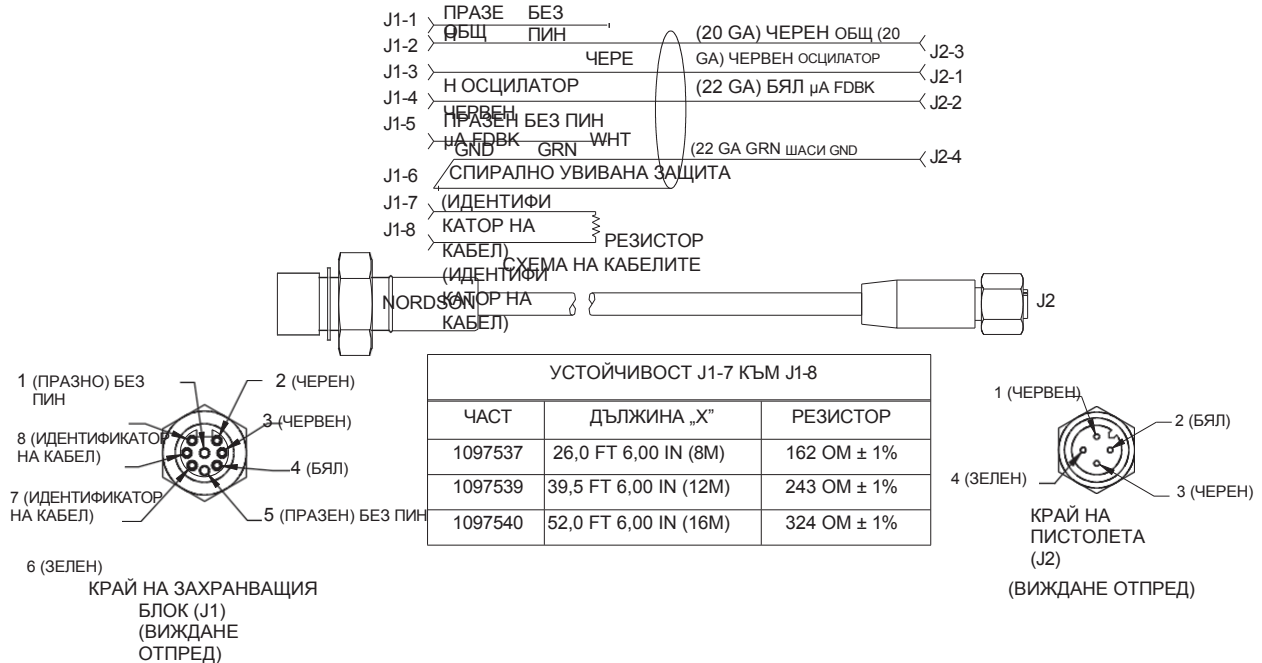 J1-1
ПРАЗЕ БЕЗ
Н ПИН
J1-2
ОБЩ
ЧЕРЕ
(20 GA) ЧЕРЕН ОБЩ (20
J2-3
J1-3
Н ОСЦИЛАТОР
GA) ЧЕРВЕН ОСЦИЛАТОР
J2-1
J1-4
ЧЕРВЕН
(22 GA) БЯЛ µA FDBK
J2-2
J1-5
ПРАЗЕН БЕЗ ПИН
µA FDBK WHT
GND GRN
(22 GA GRN ШАСИ GND
J2-4
J1-6
СПИРАЛНО УВИВАНА ЗАЩИТА
J1-7
(ИДЕНТИФИ
КАТОР НА
КАБЕЛ)
J1-8
(ИДЕНТИФИ
КАТОР НА
КАБЕЛ)
РЕЗИСТОР
СХЕМА НА КАБЕЛИТЕ
NORDSON
J2
УСТОЙЧИВОСТ J1-7 КЪМ J1-8
ЧАСТ ДЪЛЖИНА „X” РЕЗИСТОР
1097537 26,0 FT 6,00 IN (8M) 162 ОМ ± 1%
1097539 39,5 FT 6,00 IN (12M) 243 ОМ ± 1%
1097540 52,0 FT 6,00 IN (16M) 324 ОМ ± 1%
1 (ПРАЗНО) БЕЗ
ПИН
2 (ЧЕРЕН)
3 (ЧЕРВЕН)
8 (ИДЕНТИФИКАТОР
НА КАБЕЛ)
4 (БЯЛ)
7 (ИДЕНТИФИКАТОР
НА КАБЕЛ)
5 (ПРАЗЕН) БЕЗ ПИН
6 (ЗЕЛЕН)
КРАЙ НА ЗАХРАНВАЩИЯ
БЛОК (J1)
(ВИЖДАНЕ
ОТПРЕД)
1 (ЧЕРВЕН)
2 (БЯЛ)
4 (ЗЕЛЕН)
3 (ЧЕРЕН)
КРАЙ НА
ПИСТОЛЕТА
(J2)
(ВИЖДАНЕ ОТПРЕД)